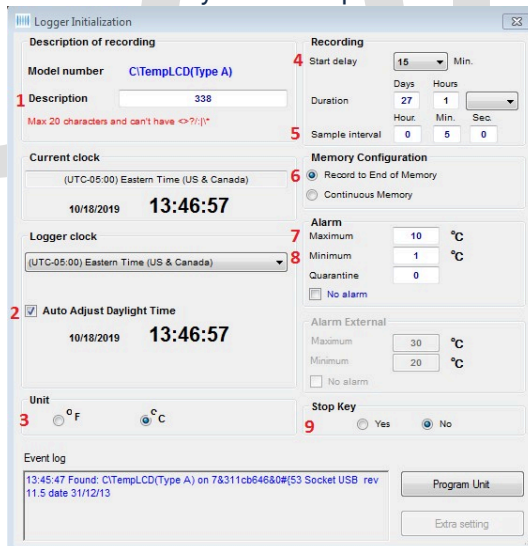 Logger Initialization
Description of recording
Model number C\TempLCD(Type A)
1 Description 338
Max 20 characters and can't have <>?/:|\*
Current clock
(UTC-05:00) Eastern Time (US & Canada)
10/18/2019 13:46:57
Logger clock
(UTC-05:00) Eastern Time (US & Canada)
2 Auto Adjust Daylight Time
10/18/2019 13:46:57
Unit
3 °F °C
Recording
4 Start delay 15 Min.
Days Hours
Duration 27 1
Hour. Min. Sec.
5 Sample interval 0 5 0
Memory Configuration
6 Record to End of Memory
Continuous Memory
Alarm
7 Maximum 10 °C
8 Minimum 1 °C
Quarantine 0
No alarm
Alarm External
Maximum 30 °C
Minimum 20 °C
No alarm
Stop Key
9 Yes No
Event log
13:45:47 Found: C\TempLCD(Type A) on 7&311cb646&0#{53 Socket USB rev
11.5 date 31/12/13
Program Unit
Extra setting